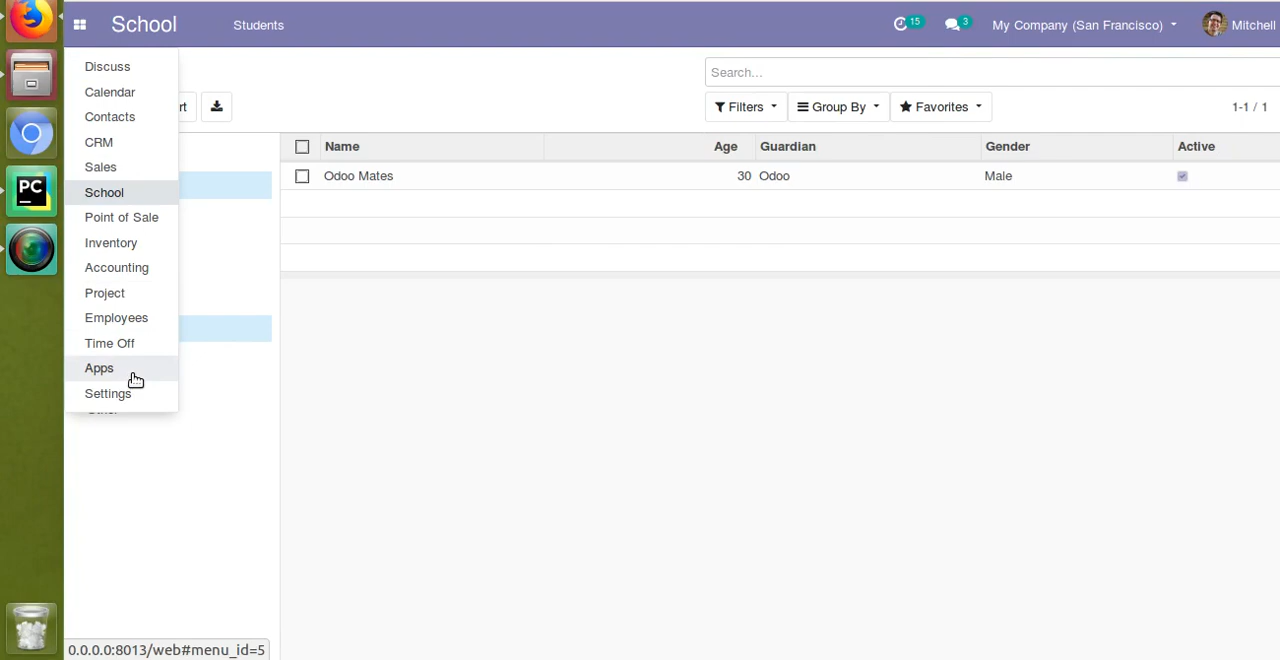 School
Students
15
3
My Company (San Francisco)
Mitchell
Discuss
Calendar
Contacts
CRM
Sales
School
Point of Sale
Inventory
Accounting
Project
Employees
Time Off
Apps
Settings
rt
Search...
Filters
Group By
Favorites
1-1 / 1
Name
Age
Guardian
Gender
Active
Odoo Mates
30
Odoo
Male
PC
0.0.0.0:8013/web#menu_id=5